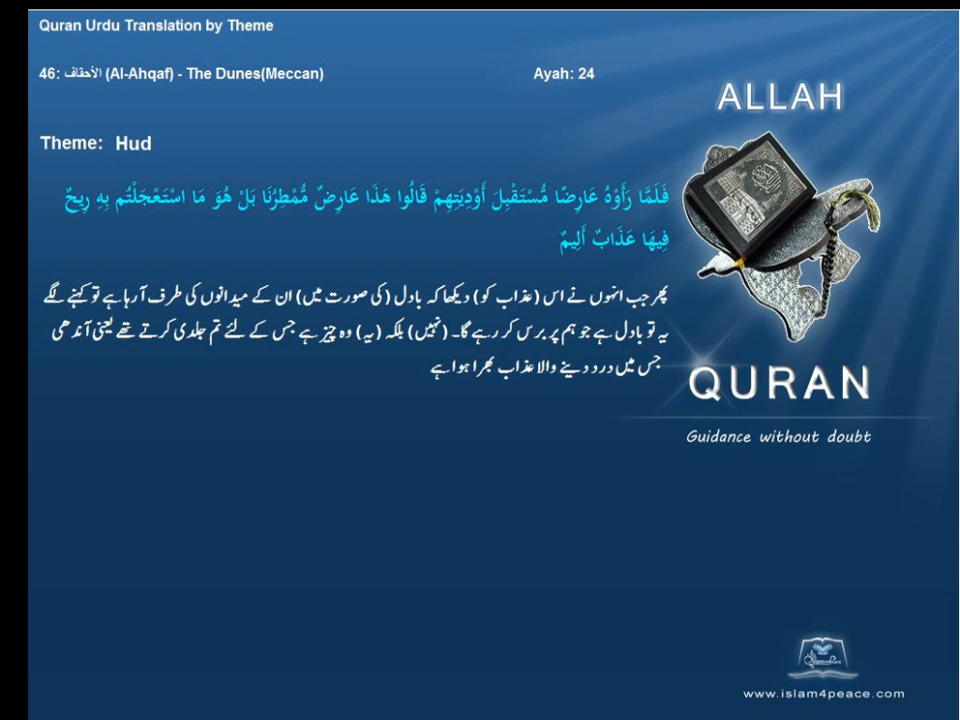 Quran Urdu Translation by Theme
46: الأحقاف (Al-Ahqaf) - The Dunes(Meccan) Ayah: 24
ALLAH
Theme: Hud
فَلَمَّا رَأَوْهُ عَارِضًا مُّسْتَقْبِلَ أَوْدِيَتِهِمْ قَالُوا هَذَا عَارِضٌ مُّمْطِرُنَا بَلْ هُوَ مَا اسْتَعْجَلْتُم بِهِ رِيحٌ
فِيهَا عَذَابٌ أَلِيمٌ
پھر جب انہوں نے اس (عذاب کو) دیکھا کہ بادل (کی صورت میں) ان کے میدانوں کی طرف آ رہا ہے تو کہنے لگے
یہ تو بادل ہے جو ہم پر برس کر رہے گا۔ (نہیں) بلکہ (یہ) وہ چیز ہے جس کے لئے تم جلدی کرتے تھے یعنی آندھی
جس میں درد دینے والا عذاب بھرا ہوا ہے
QURAN
Guidance without doubt
www.islam4peace.com